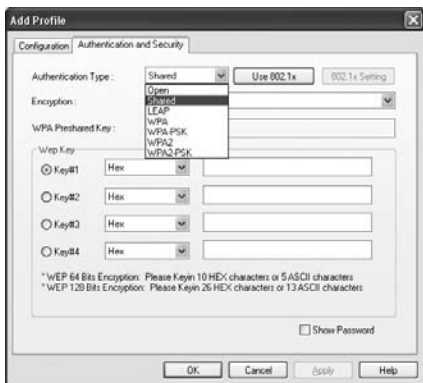 Add Profile
Configuration Authentication and Security
Authentication Type : Shared Use 802.1x 802.1x Setting
Open
Shared
LEAP
WPA
WPA-PSK
WPA2
WPA2-PSK
Encryption :
WPA Preshared Key :
Wep Key
Key#1 Hex
Key#2 Hex
Key#3 Hex
Key#4 Hex
* WEP 64 Bits Encryption: Please Keyin 10 HEX characters or 5 ASCII characters
* WEP 128 Bits Encryption: Please Keyin 26 HEX characters or 13 ASCII characters
Show Password
OK Cancel Apply Help